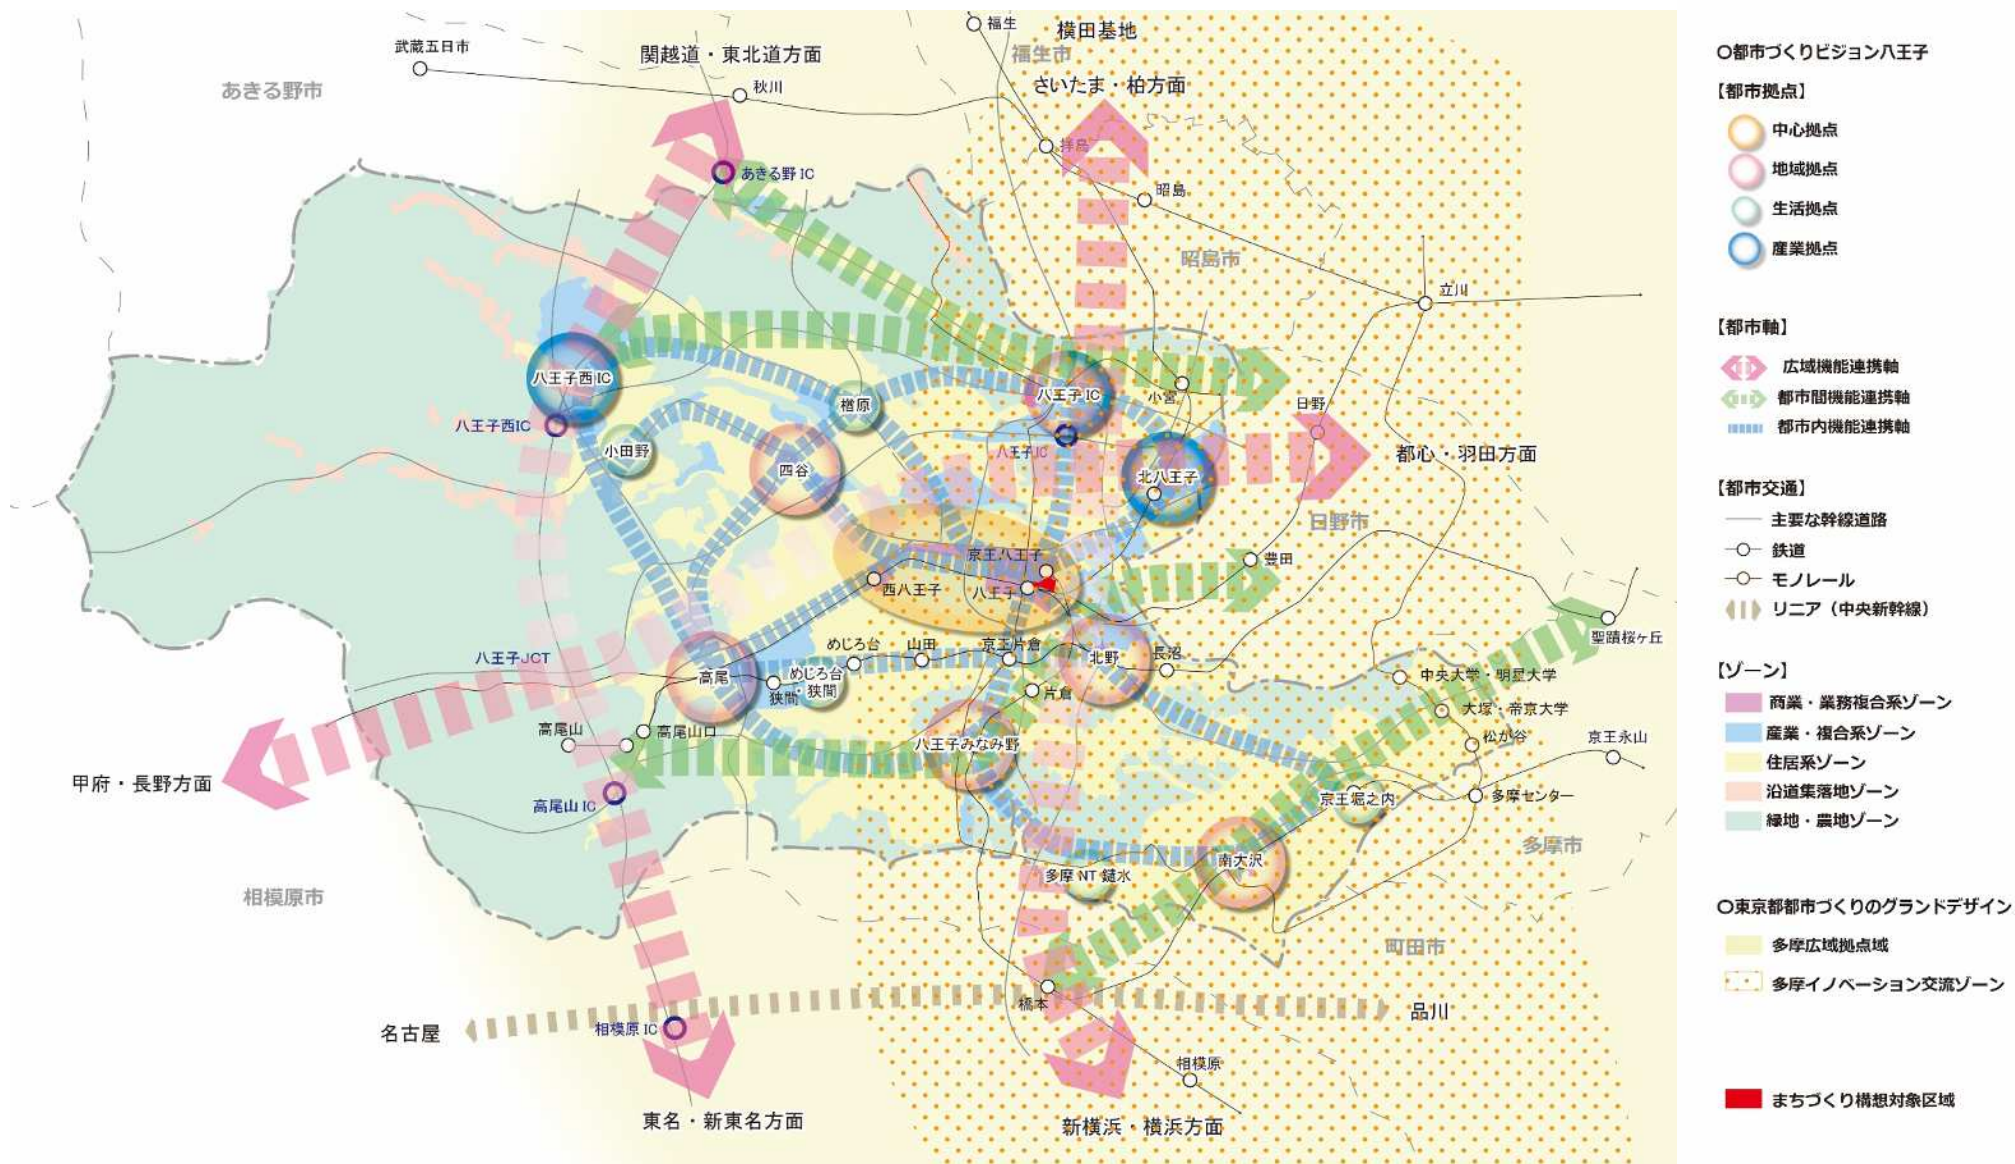 福生
横田基地
武蔵五日市
関越道・東北道方面
福生市
さいたま・柏方面
あきる野市
秋川
拝島
あきる野 IC
昭島
昭島市
立川
八王子西 IC
楢原
八王子 IC
小宮
日野
八王子西IC
小田野
四谷
八王子IC
北八王子
都心・羽田方面
日野市
京王八王子
豊田
西八王子
八王子
聖蹟桜ヶ丘
めじろ台
山田
京王片倉
北野
長沼
八王子JCT
高尾
めじろ台
・狭間
狭間
片倉
中央大学・明星大学
大塚・帝京大学
高尾山
高尾山口
八王子みなみ野
松が谷
京王永山
甲府・長野方面
高尾山 IC
京王堀之内
多摩センター
多摩市
南大沢
多摩 NT 鑓水
相模原市
町田市
橋本
品川
名古屋
相模原 IC
相模原
東名・新東名方面
新横浜・横浜方面
○都市づくりビジョン八王子
【都市拠点】
中心拠点
地域拠点
生活拠点
産業拠点
【都市軸】
広域機能連携軸
都市間機能連携軸
都市内機能連携軸
【都市交通】
主要な幹線道路
鉄道
モノレール
リニア（中央新幹線）
【ゾーン】
商業・業務複合系ゾーン
産業・複合系ゾーン
住居系ゾーン
沿道集落地ゾーン
緑地・農地ゾーン
○東京都都市づくりのグランドデザイン
多摩広域拠点域
多摩イノベーション交流ゾーン
まちづくり構想対象区域